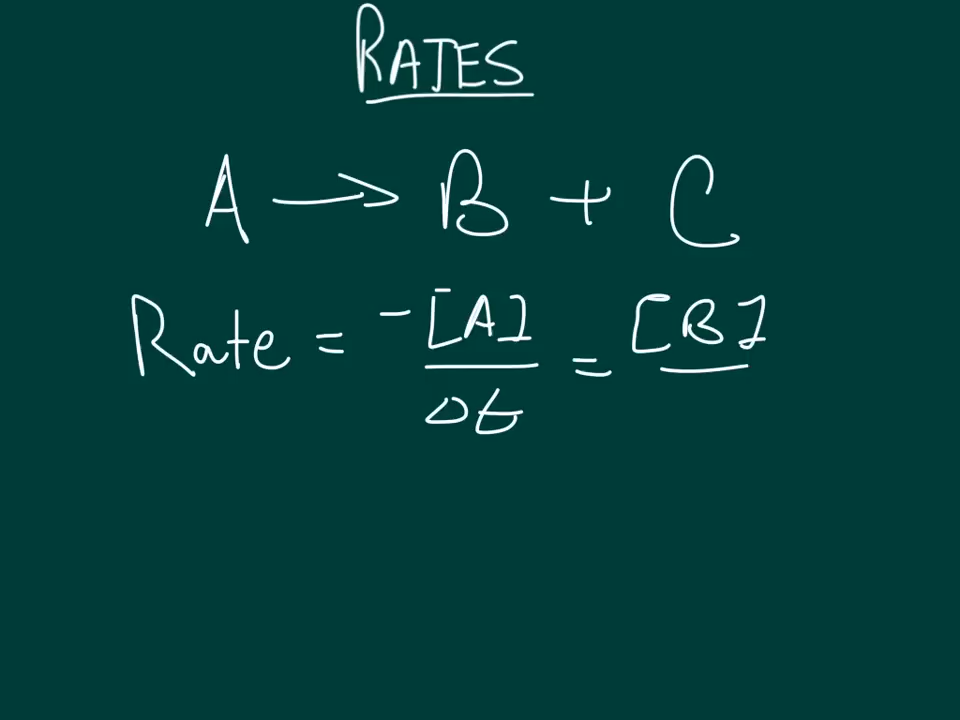 RATES
A → B + C
Rate = -[A] = [B]
Δt